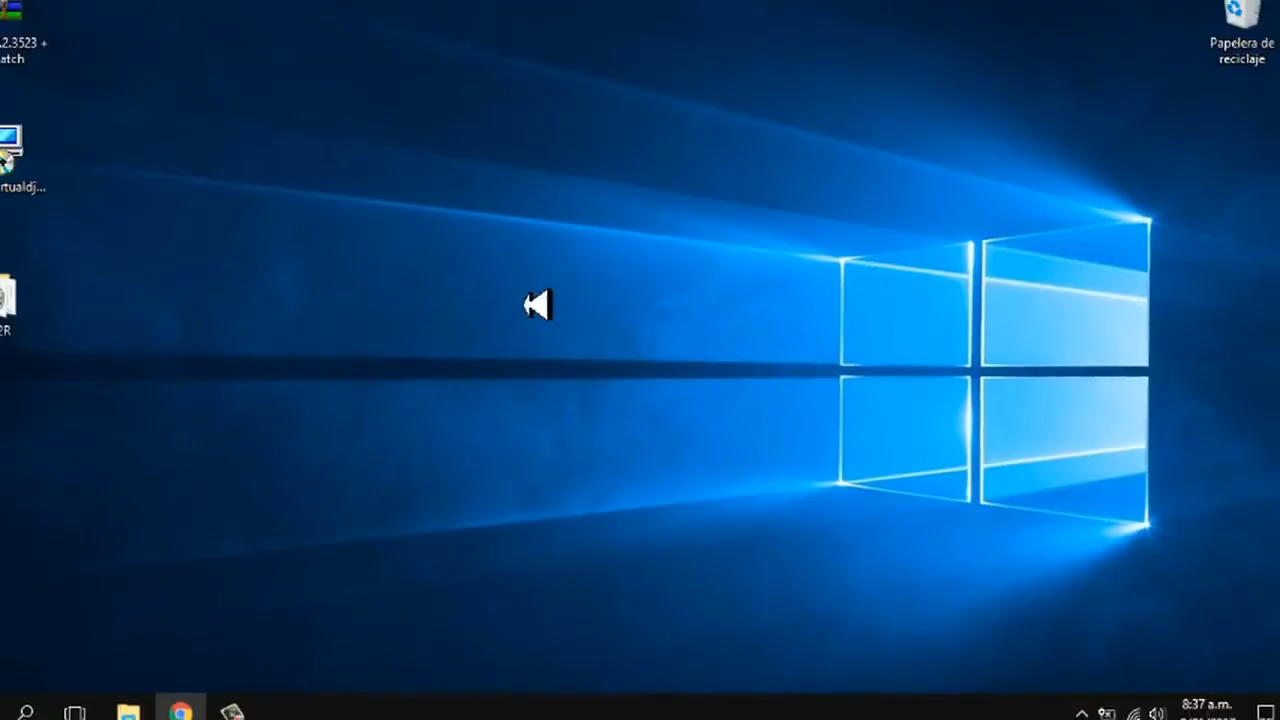 .2.3523 +
atch
Papelera de
reciclaje
rtualdj...
2R
8:37 a.m.